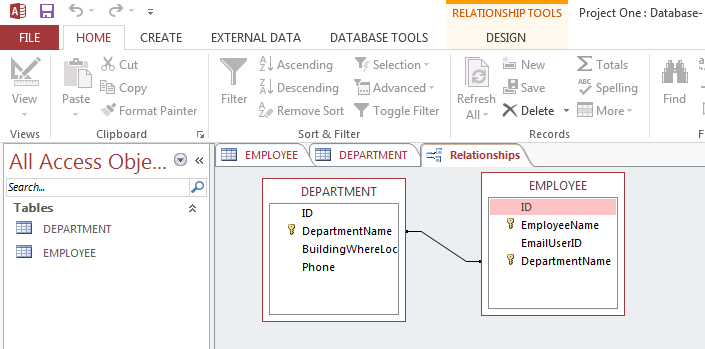 RELATIONSHIP TOOLS Project One : Database-
FILE HOME CREATE EXTERNAL DATA DATABASE TOOLS DESIGN
View
Views
Paste
Cut
Copy
Format Painter
Clipboard
Filter
Ascending
Descending
Remove Sort
Selection
Advanced
Toggle Filter
Sort & Filter
Refresh
All
New
Save
Delete
Totals
Spelling
More
Records
Find
F
All Access Obje...
Search...
Tables
DEPARTMENT
EMPLOYEE
EMPLOYEE DEPARTMENT Relationships
DEPARTMENT
ID
DepartmentName
BuildingWhereLoc
Phone
EMPLOYEE
ID
EmployeeName
EmailUserID
DepartmentName